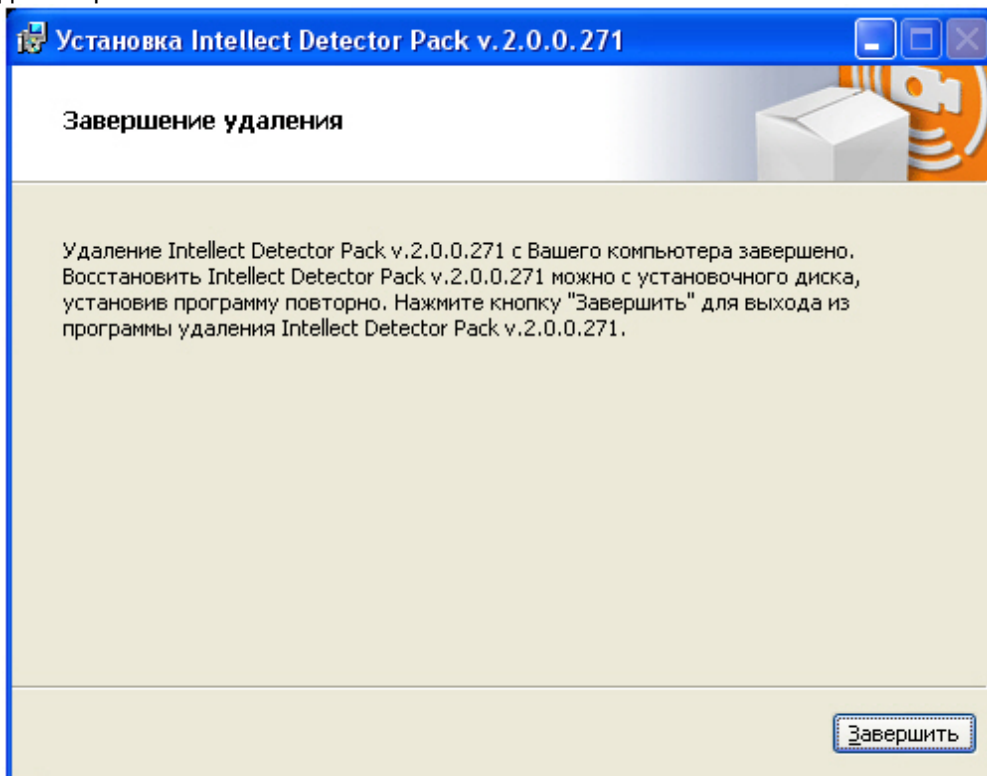 Установка Intellect Detector Pack v.2.0.0.271
Завершение удаления
Удаление Intellect Detector Pack v.2.0.0.271 с Вашего компьютера завершено.
Восстановить Intellect Detector Pack v.2.0.0.271 можно с установочного диска,
установив программу повторно. Нажмите кнопку "Завершить" для выхода из
программы удаления Intellect Detector Pack v.2.0.0.271.
Завершить